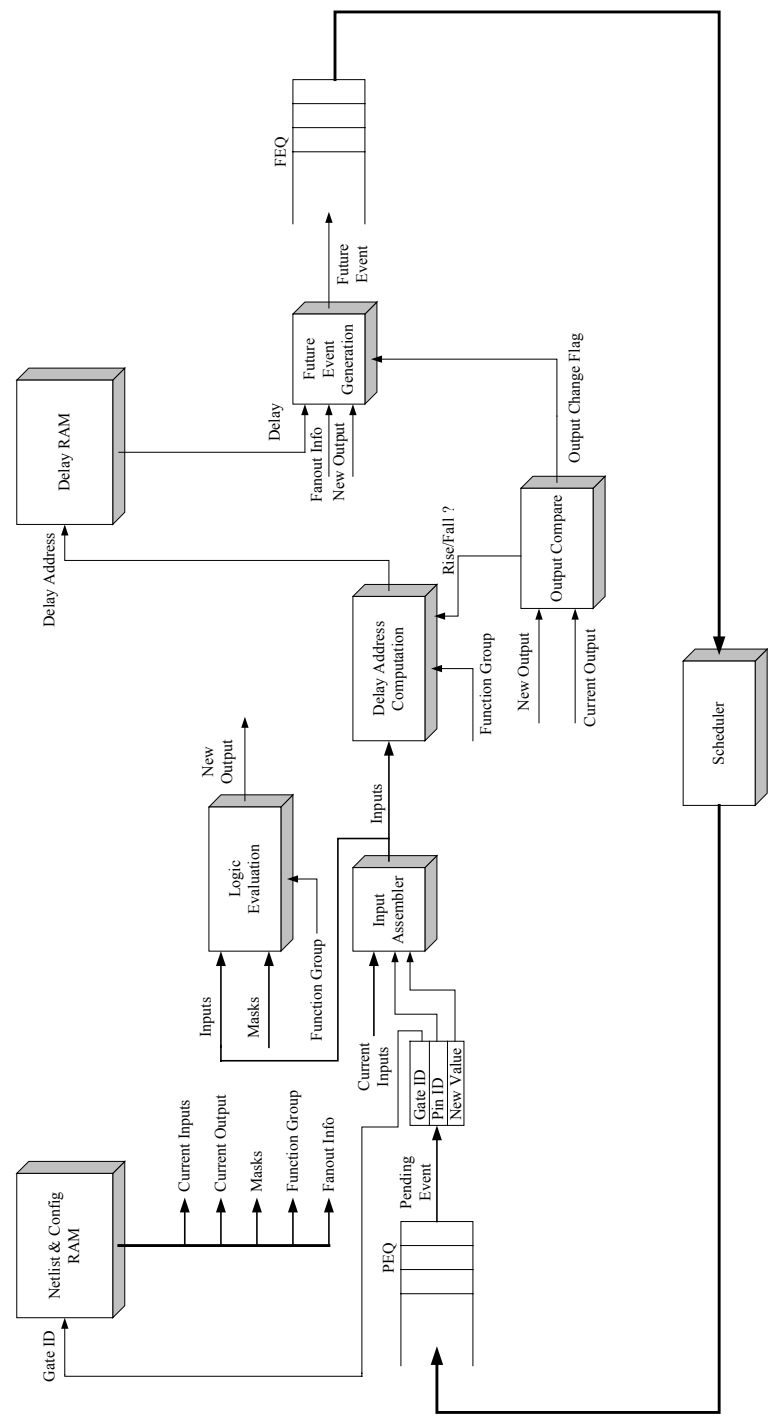 Netlist & Config
RAM
Gate ID
Current Inputs
Current Output
Masks
Function Group
Fanout Info
PEQ
Pending
Event
Gate ID
Pin ID
New Value
Current
Inputs
Input
Assembler
Inputs
Masks
Function Group
Logic
Evaluation
New
Output
Inputs
Delay Address
Computation
Function Group
Rise/Fall ?
Delay Address
Delay RAM
New Output
Current Output
Output Compare
Output Change Flag
Delay
Fanout Info
New Output
Future
Event
Generation
Future
Event
FEQ
Scheduler